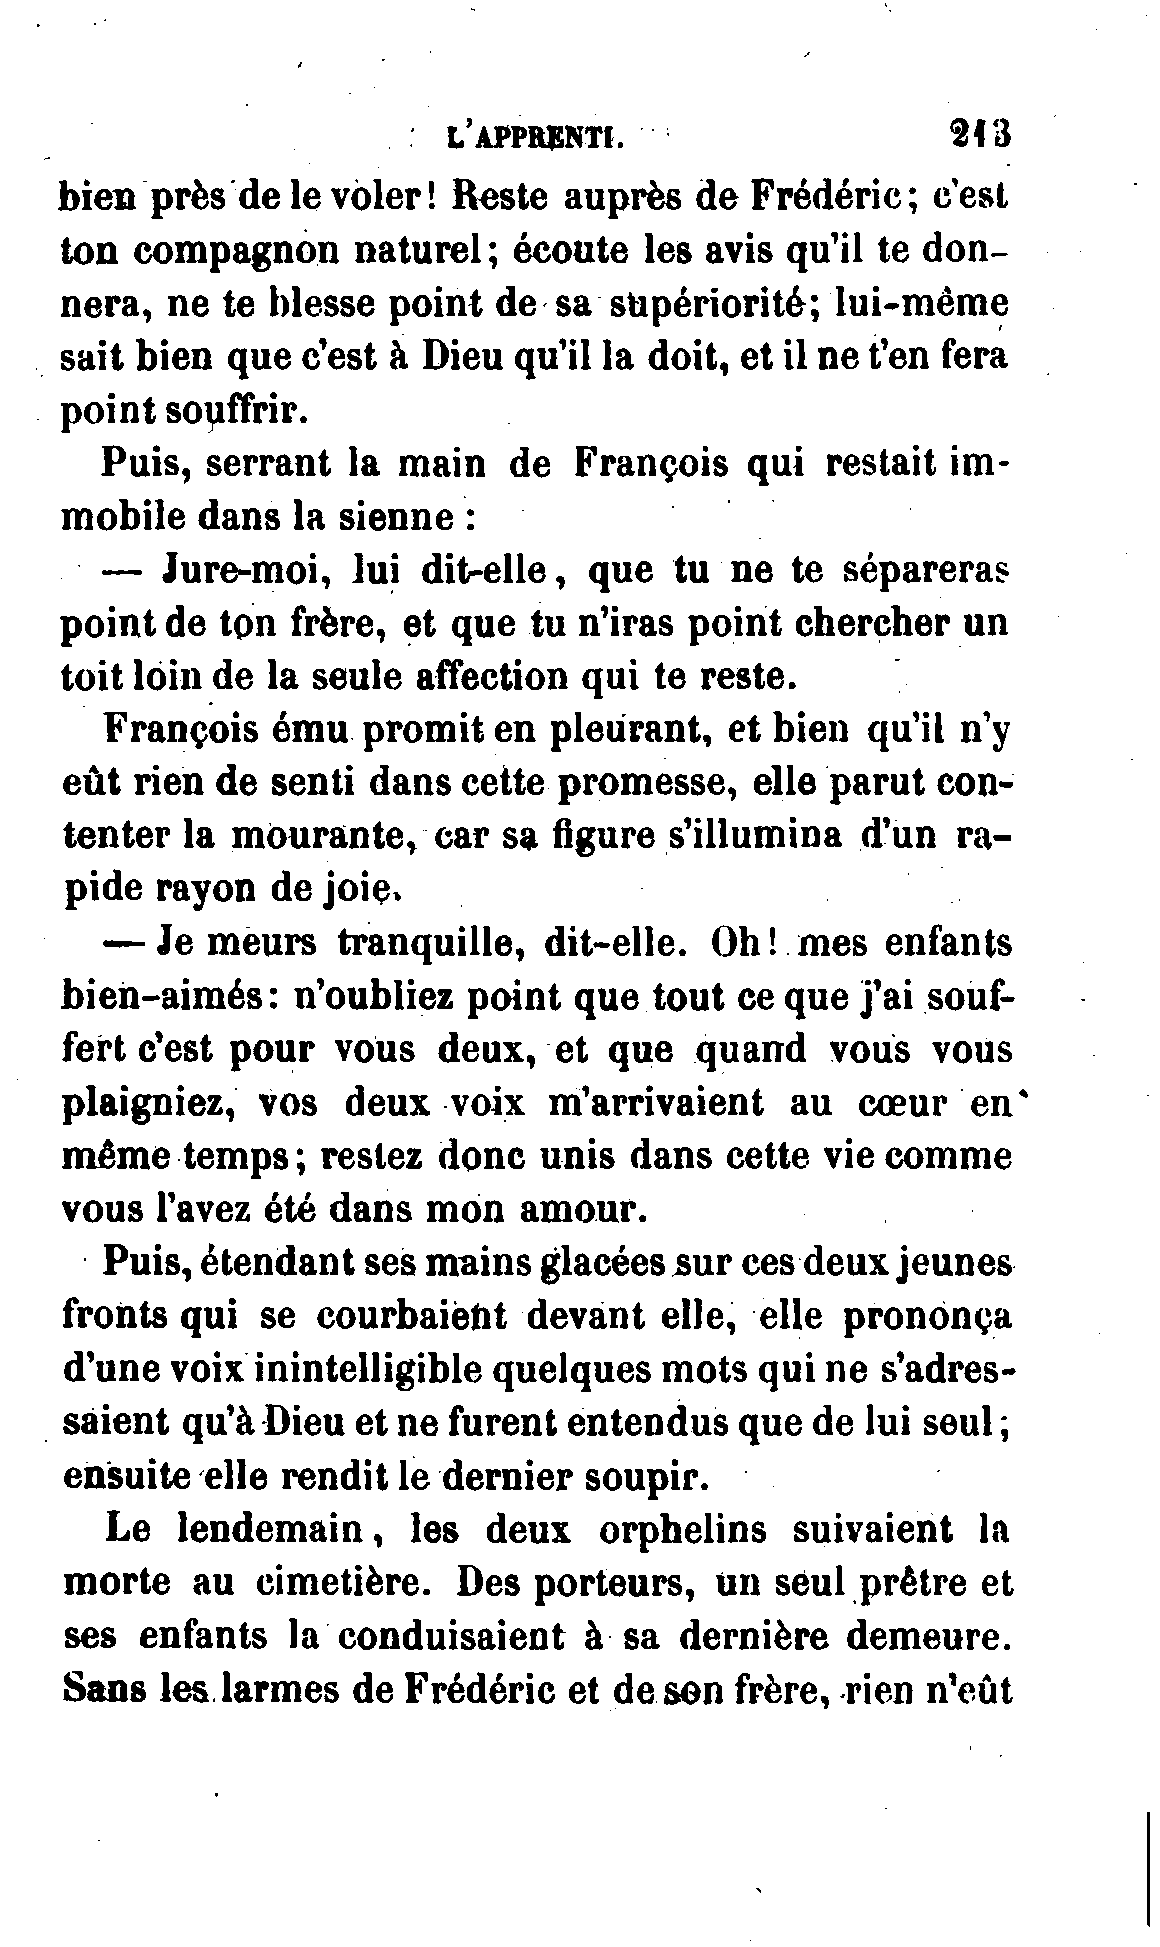 L'APPRENTI. 213
bien près de le voler! Reste auprès de Frédéric; c'est
ton compagnon naturel; écoute les avis qu'il te don-
nera, ne te blesse point de sa supériorité; lui-même
sait bien que c'est à Dieu qu'il la doit, et il ne t'en fera
point souffrir.
Puis, serrant la main de François qui restait im-
mobile dans la sienne :
— Jure-moi, lui dit-elle, que tu ne te sépareras
point de ton frère, et que tu n'iras point chercher un
toit loin de la seule affection qui te reste.
François ému promit en pleurant, et bien qu'il n'y
eût rien de senti dans cette promesse, elle parut con-
tenter la mourante, car sa figure s'illumina d'un ra-
pide rayon de joie.
— Je meurs tranquille, dit-elle. Oh! mes enfants
bien-aimés: n'oubliez point que tout ce que j'ai souf-
fert c'est pour vous deux, et que quand vous vous
plaigniez, vos deux voix m'arrivaient au cœur en
même temps; restez donc unis dans cette vie comme
vous l'avez été dans mon amour.
Puis, étendant ses mains glacées sur ces deux jeunes
fronts qui se courbaient devant elle, elle prononça
d'une voix inintelligible quelques mots qui ne s'adres-
saient qu'à Dieu et ne furent entendus que de lui seul;
ensuite elle rendit le dernier soupir.
Le lendemain, les deux orphelins suivaient la
morte au cimetière. Des porteurs, un seul prêtre et
ses enfants la conduisaient à sa dernière demeure.
Sans les larmes de Frédéric et de son frère, rien n'eût